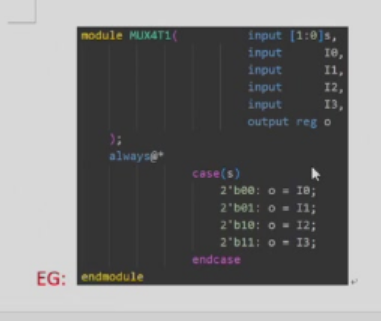 module MUX4T1( input [1:0]s,
input I0,
input I1,
input I2,
input I3,
output reg o
);
always@*
case(s)
2'b00: o = I0;
2'b01: o = I1;
2'b10: o = I2;
2'b11: o = I3;
endcase
EG: endmodule